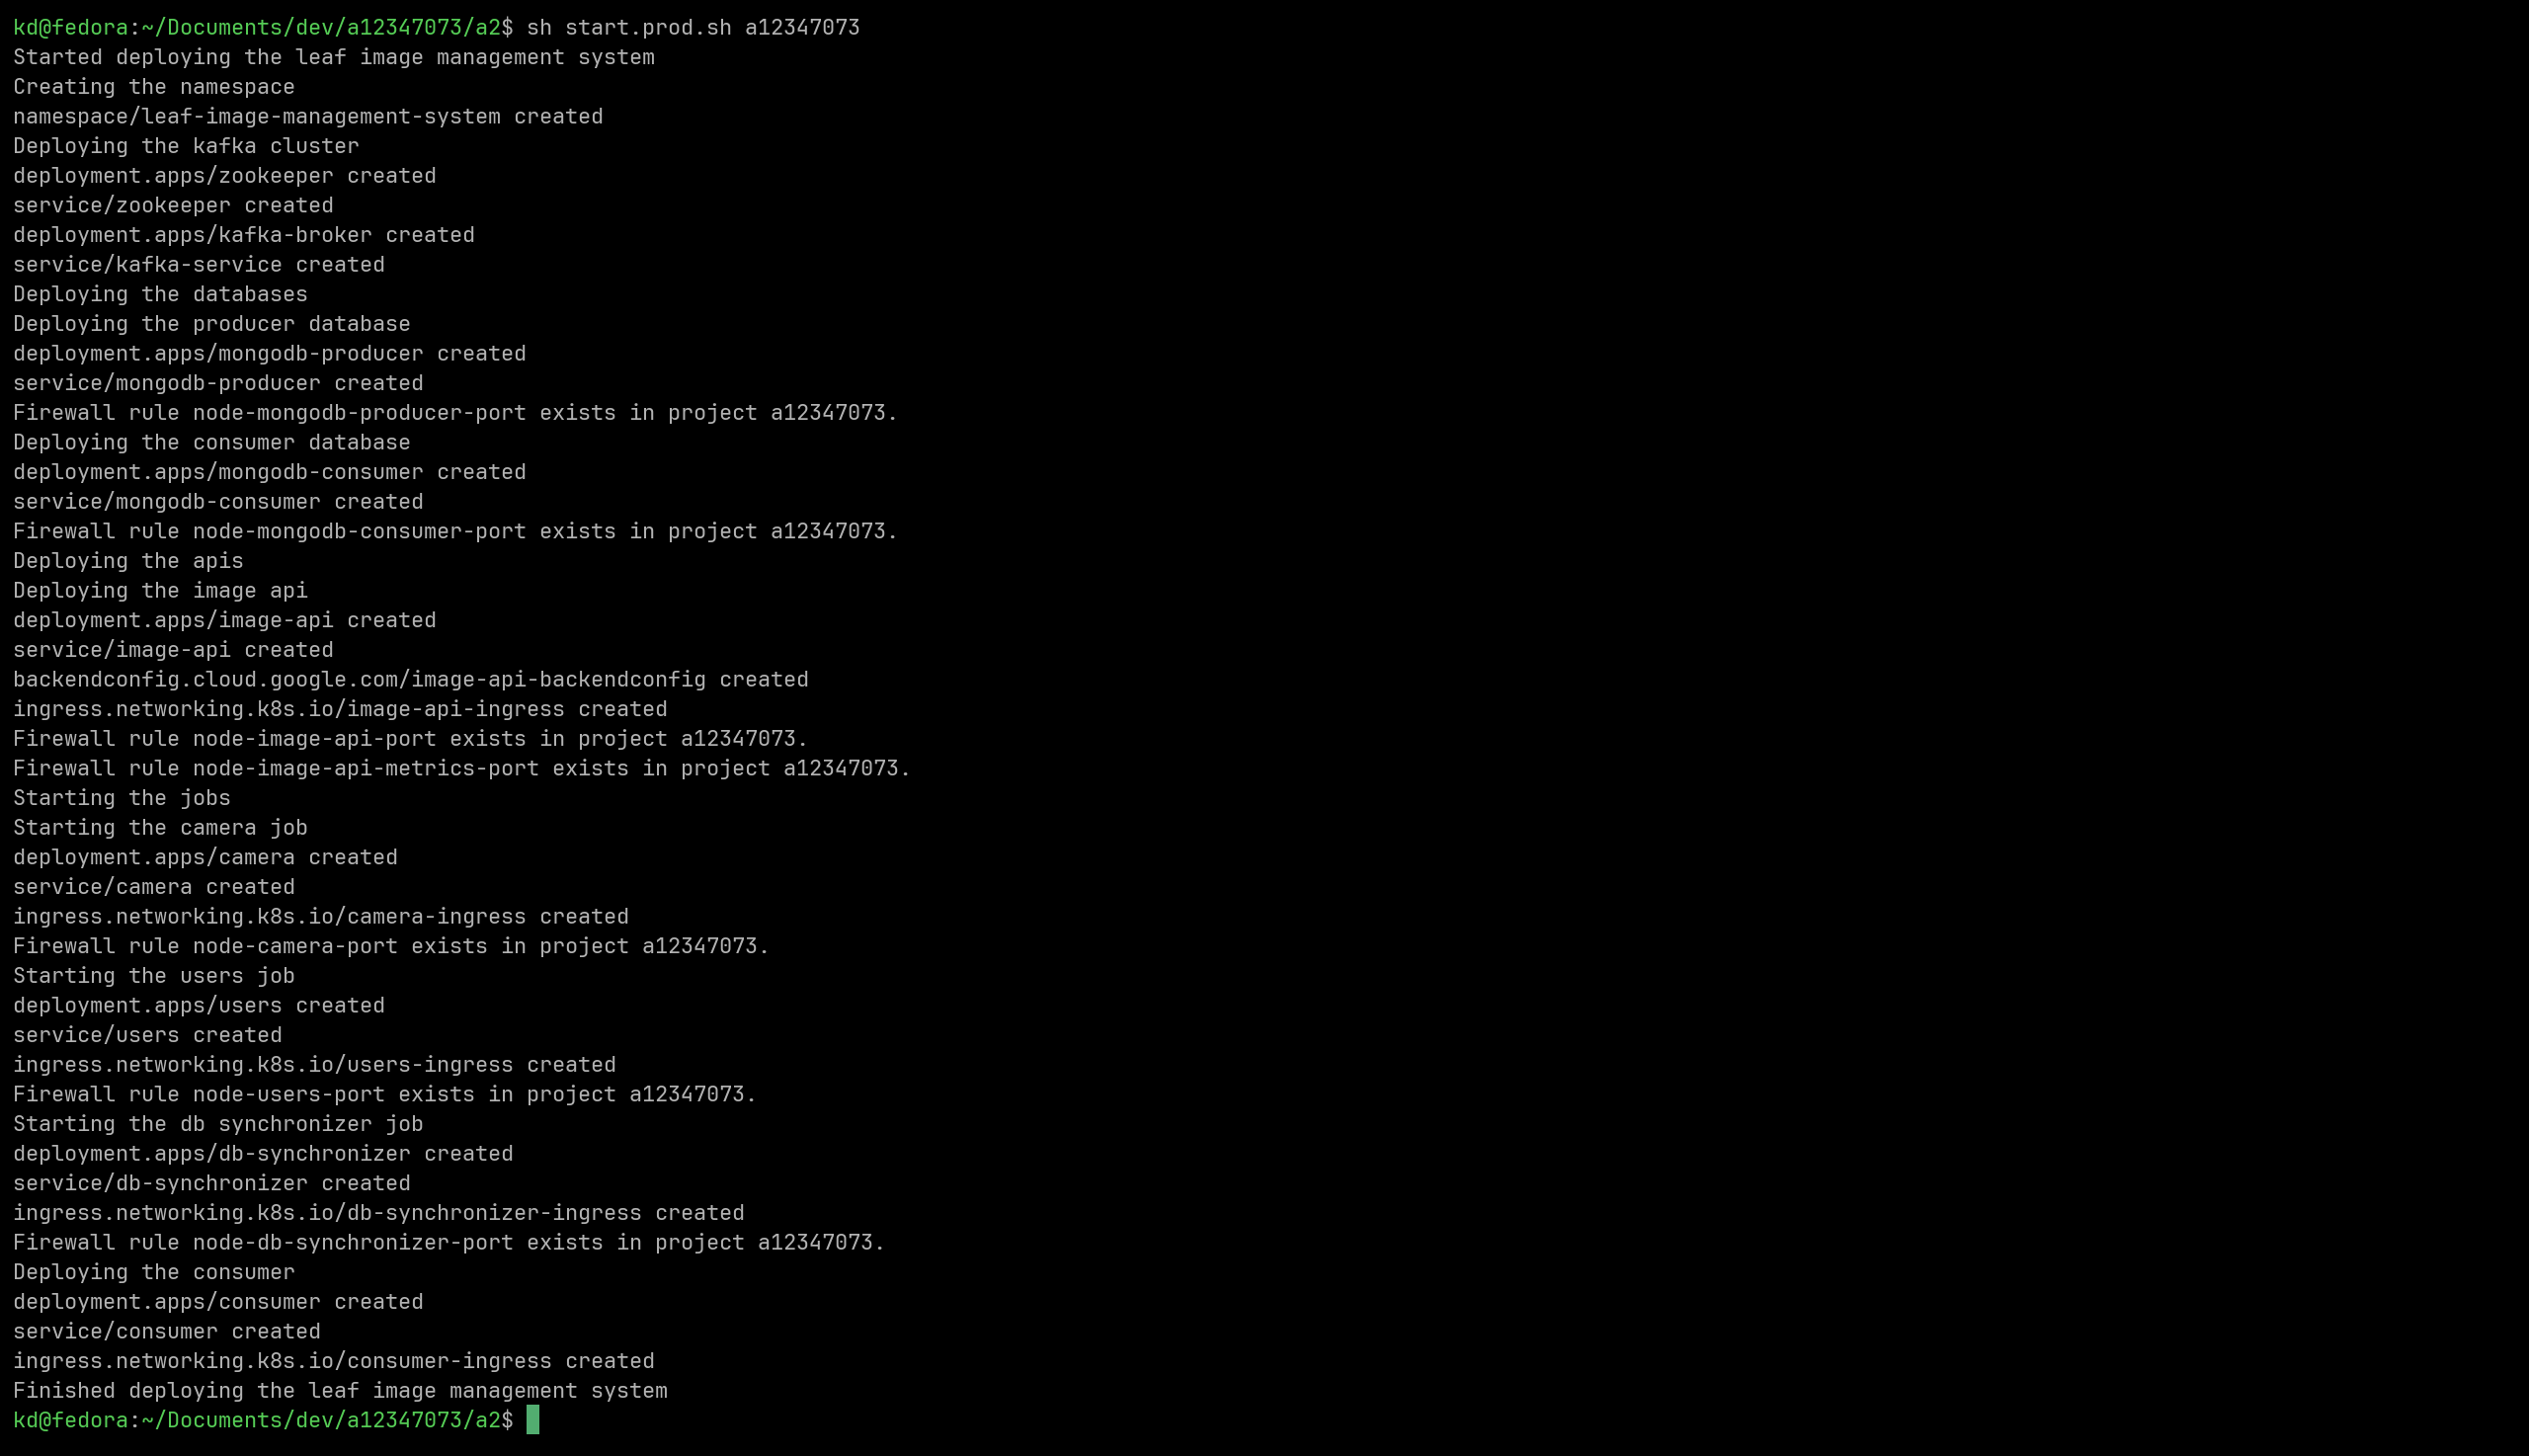 kd@fedora:~/Documents/dev/a12347073/a2$ sh start.prod.sh a12347073
Started deploying the leaf image management system
Creating the namespace
namespace/leaf-image-management-system created
Deploying the kafka cluster
deployment.apps/zookeeper created
service/zookeeper created
deployment.apps/kafka-broker created
service/kafka-service created
Deploying the databases
Deploying the producer database
deployment.apps/mongodb-producer created
service/mongodb-producer created
Firewall rule node-mongodb-producer-port exists in project a12347073.
Deploying the consumer database
deployment.apps/mongodb-consumer created
service/mongodb-consumer created
Firewall rule node-mongodb-consumer-port exists in project a12347073.
Deploying the apis
Deploying the image api
deployment.apps/image-api created
service/image-api created
backendconfig.cloud.google.com/image-api-backendconfig created
ingress.networking.k8s.io/image-api-ingress created
Firewall rule node-image-api-port exists in project a12347073.
Firewall rule node-image-api-metrics-port exists in project a12347073.
Starting the jobs
Starting the camera job
deployment.apps/camera created
service/camera created
ingress.networking.k8s.io/camera-ingress created
Firewall rule node-camera-port exists in project a12347073.
Starting the users job
deployment.apps/users created
service/users created
ingress.networking.k8s.io/users-ingress created
Firewall rule node-users-port exists in project a12347073.
Starting the db synchronizer job
deployment.apps/db-synchronizer created
service/db-synchronizer created
ingress.networking.k8s.io/db-synchronizer-ingress created
Firewall rule node-db-synchronizer-port exists in project a12347073.
Deploying the consumer
deployment.apps/consumer created
service/consumer created
ingress.networking.k8s.io/consumer-ingress created
Finished deploying the leaf image management system
kd@fedora:~/Documents/dev/a12347073/a2$